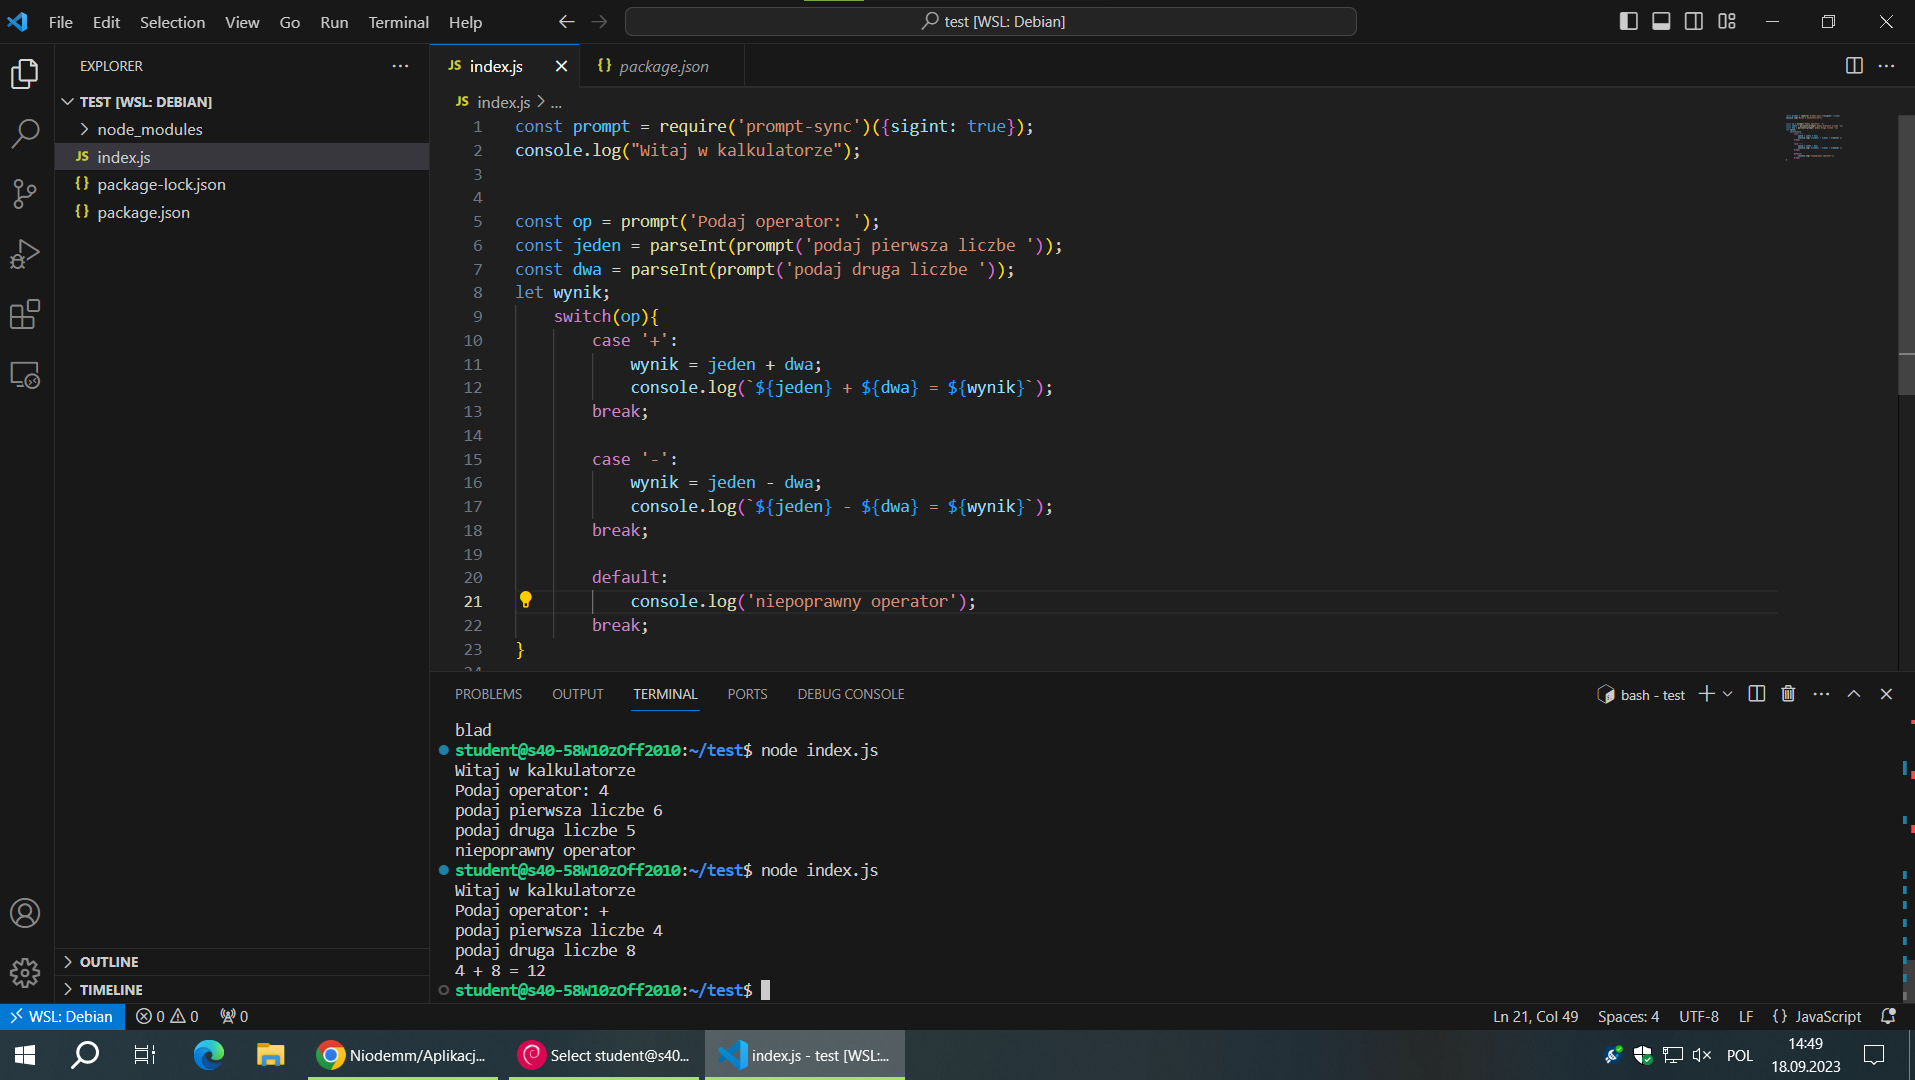 File Edit Selection View Go Run Terminal Help
test [WSL: Debian]
EXPLORER
TEST [WSL: DEBIAN]
node_modules
JS index.js
{} package-lock.json
{} package.json
OUTLINE
TIMELINE
JS index.js
{} package.json
JS index.js > ...
1 const prompt = require('prompt-sync')({sigint: true});
2 console.log("Witaj w kalkulatorze");
3
4
5 const op = prompt('Podaj operator: ');
6 const jeden = parseInt(prompt('podaj pierwsza liczbe '));
7 const dwa = parseInt(prompt('podaj druga liczbe '));
8 let wynik;
9 switch(op){
10 case '+':
11 wynik = jeden + dwa;
12 console.log(`${jeden} + ${dwa} = ${wynik}`);
13 break;
14
15 case '-':
16 wynik = jeden - dwa;
17 console.log(`${jeden} - ${dwa} = ${wynik}`);
18 break;
19
20 default:
21 console.log('niepoprawny operator');
22 break;
23 }
24
PROBLEMS OUTPUT TERMINAL PORTS DEBUG CONSOLE
bash - test
blad
student@s40-58W10zOff2010:~/test$ node index.js
Witaj w kalkulatorze
Podaj operator: 4
podaj pierwsza liczbe 6
podaj druga liczbe 5
niepoprawny operator
student@s40-58W10zOff2010:~/test$ node index.js
Witaj w kalkulatorze
Podaj operator: +
podaj pierwsza liczbe 4
podaj druga liczbe 8
4 + 8 = 12
student@s40-58W10zOff2010:~/test$
WSL: Debian 0 0 0
Ln 21, Col 49 Spaces: 4 UTF-8 LF {} JavaScript
Niodemm/Aplikacj...
Select student@s40...
index.js - test [WSL:...
POL
14:49
18.09.2023